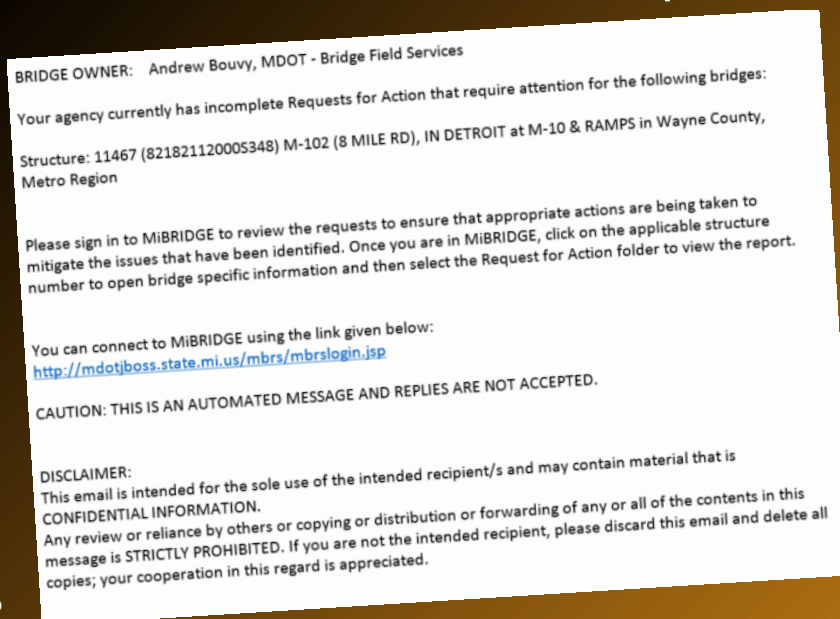 BRIDGE OWNER: Andrew Bouvy, MDOT - Bridge Field Services
Your agency currently has incomplete Requests for Action that require attention for the following bridges:
Structure: 11467 (82182112000S348) M-102 (8 MILE RD), IN DETROIT at M-10 & RAMPS in Wayne County,
Metro Region
Please sign in to MiBRIDGE to review the requests to ensure that appropriate actions are being taken to
mitigate the issues that have been identified. Once you are in MiBRIDGE, click on the applicable structure
number to open bridge specific information and then select the Request for Action folder to view the report.
You can connect to MiBRIDGE using the link given below:
http://mdotjboss.state.mi.us/mbrs/mbrslogin.jsp
CAUTION: THIS IS AN AUTOMATED MESSAGE AND REPLIES ARE NOT ACCEPTED.
DISCLAIMER:
This email is intended for the sole use of the intended recipient/s and may contain material that is
CONFIDENTIAL INFORMATION.
Any review or reliance by others or copying or distribution or forwarding of any or all of the contents in this
message is STRICTLY PROHIBITED. If you are not the intended recipient, please discard this email and delete all
copies; your cooperation in this regard is appreciated.